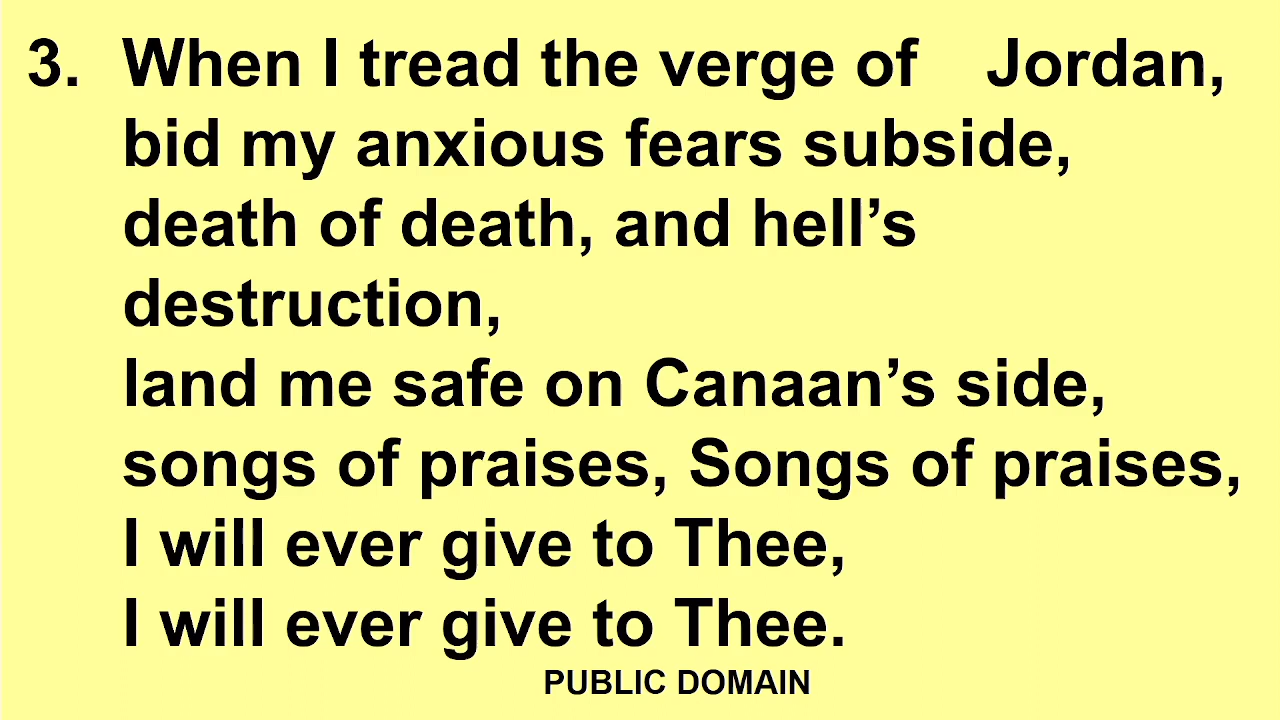 3. When I tread the verge of Jordan,
bid my anxious fears subside,
death of death, and hell’s
destruction,
land me safe on Canaan’s side,
songs of praises, Songs of praises,
I will ever give to Thee,
I will ever give to Thee.
PUBLIC DOMAIN